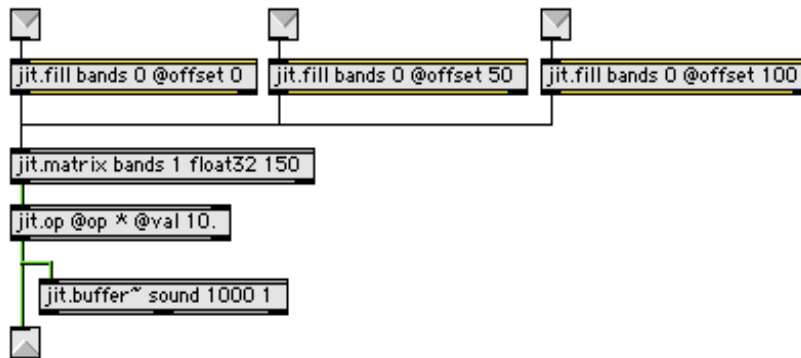 jit.fill bands 0 @offset 0
jit.fill bands 0 @offset 50
jit.fill bands 0 @offset 100
jit.matrix bands 1 float32 150
jit.op @op * @val 10.
jit.buffer~ sound 1000 1